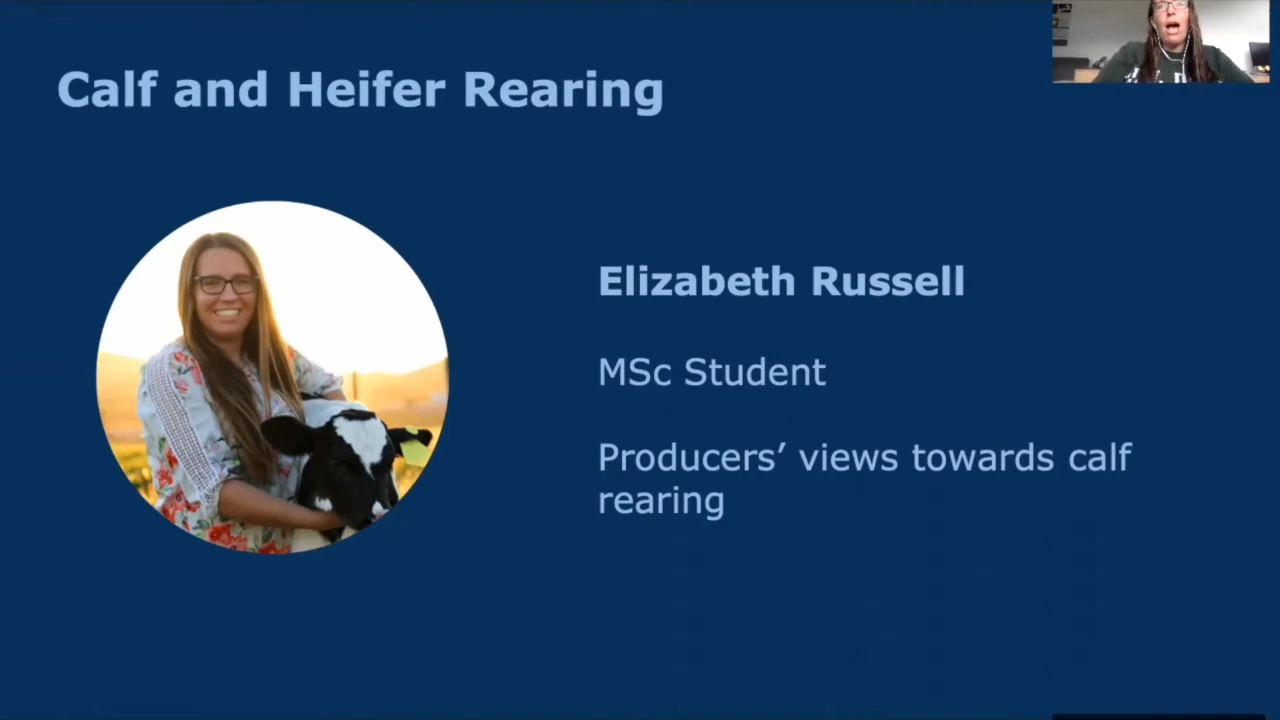 Calf and Heifer Rearing
Elizabeth Russell
MSc Student
Producers’ views towards calf
rearing